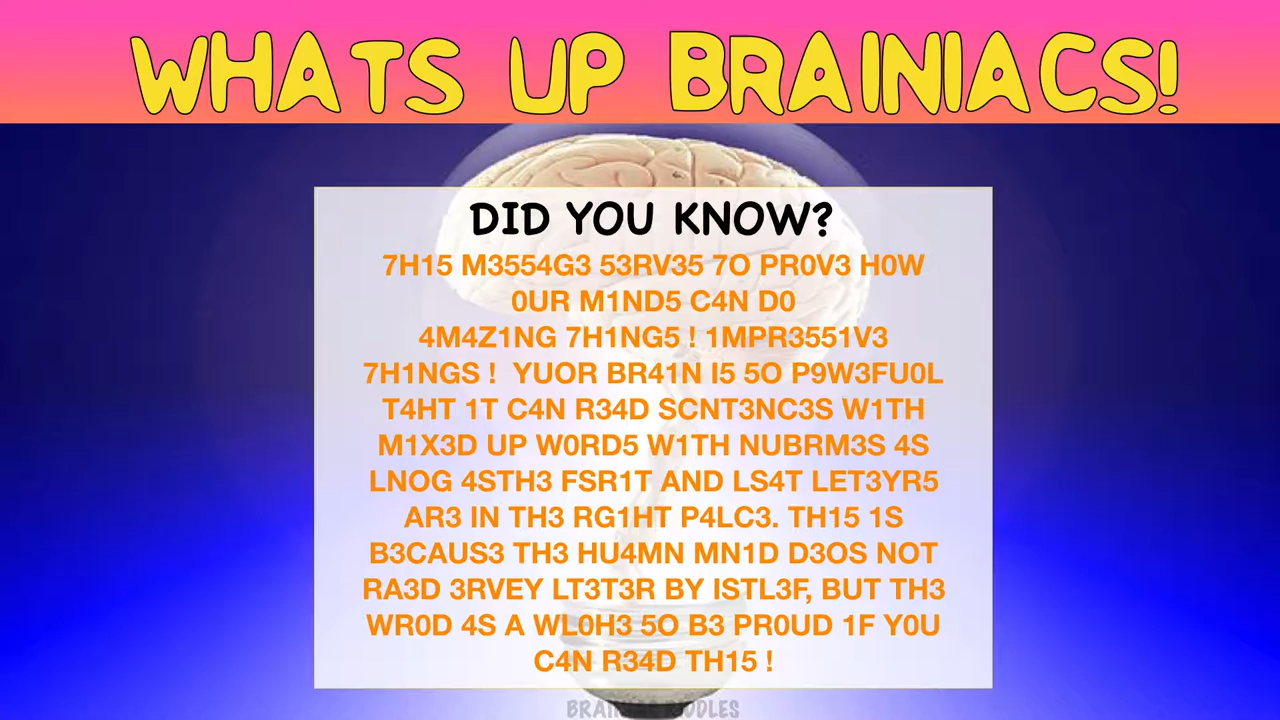 WHATS UP BRAINIACS!
DID YOU KNOW?
7H15 M3554G3 53RV35 7O PR0V3 H0W
0UR M1ND5 C4N D0
4M4Z1NG 7H1NG5 ! 1MPR3551V3
7H1NGS !  YUOR BR41N I5 5O P9W3FU0L
T4HT 1T C4N R34D SCNT3NC3S W1TH
M1X3D UP W0RD5 W1TH NUBRM3S 4S
LNOG 4STH3 FSR1T AND LS4T LET3YR5
AR3 IN TH3 RG1HT P4LC3. TH15 1S
B3CAUS3 TH3 HU4MN MN1D D3OS NOT
RA3D 3RVEY LT3T3R BY ISTL3F, BUT TH3
WR0D 4S A WL0H3 5O B3 PR0UD 1F Y0U
C4N R34D TH15 !